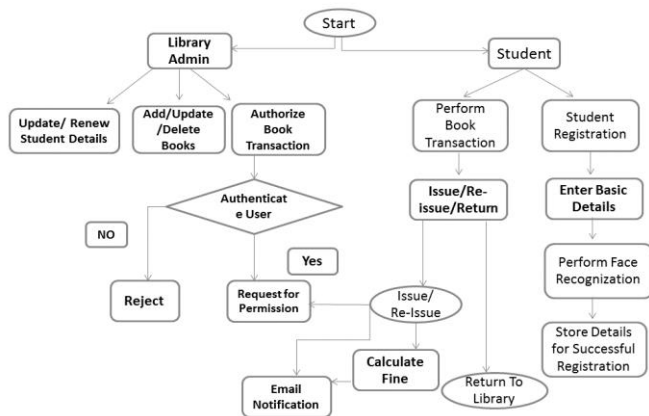 Start
Library
Admin
Student
Update/ Renew
Student Details
Add/Update
/Delete
Books
Authorize
Book
Transaction
Perform
Book
Transaction
Student
Registration
Authenticat
e User
Issue/Re-
issue/Return
Enter Basic
Details
NO
Yes
Reject
Request for
Permission
Issue/
Re-Issue
Perform Face
Recognization
Calculate
Fine
Email
Notification
Return To
Library
Store Details
for Successful
Registration